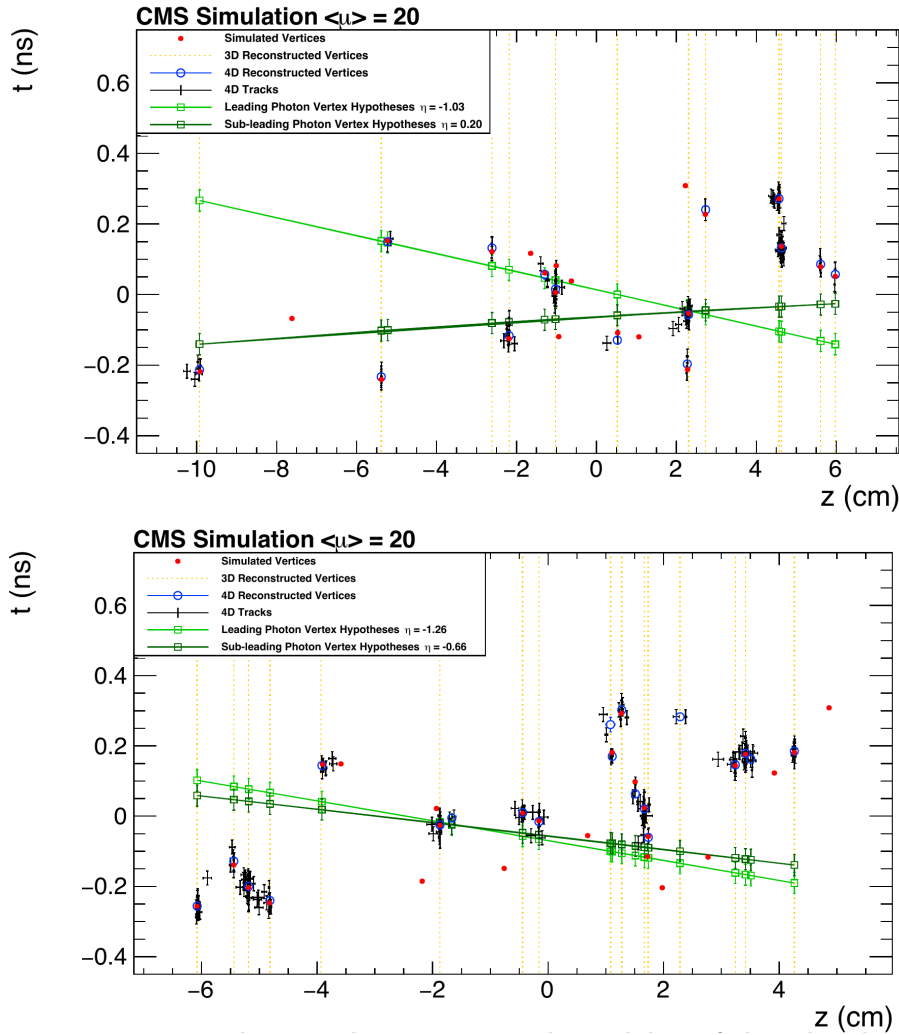 CMS Simulation <μ> = 20
t (ns)
Simulated Vertices
3D Reconstructed Vertices
4D Reconstructed Vertices
4D Tracks
Leading Photon Vertex Hypotheses η = -1.03
Sub-leading Photon Vertex Hypotheses η = 0.20
0.6
0.4
0.2
0
−0.2
−0.4
−10 −8 −6 −4 −2 0 2 4 6
z (cm)
CMS Simulation <μ> = 20
t (ns)
Simulated Vertices
3D Reconstructed Vertices
4D Reconstructed Vertices
4D Tracks
Leading Photon Vertex Hypotheses η = -1.26
Sub-leading Photon Vertex Hypotheses η = -0.66
0.6
0.4
0.2
0
−0.2
−0.4
−6 −4 −2 0 2 4
z (cm)